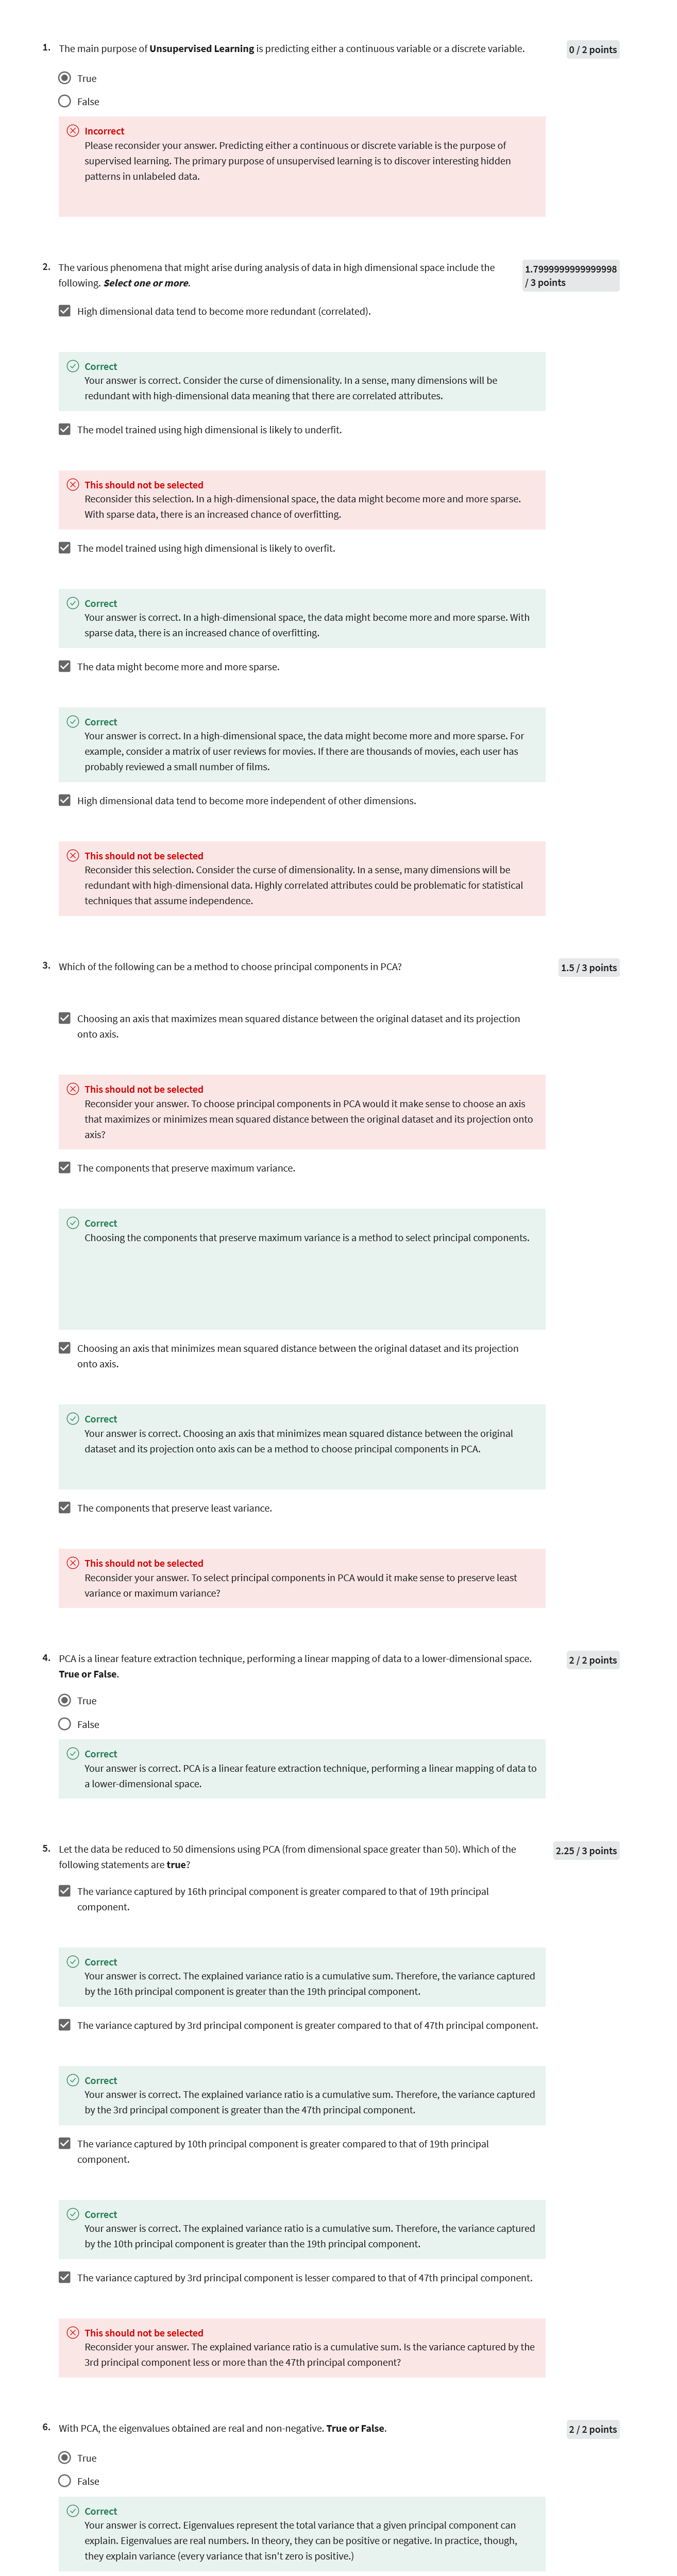 1. The main purpose of Unsupervised Learning is predicting either a continuous variable or a discrete variable.
0 / 2 points
True
False
Incorrect
Please reconsider your answer. Predicting either a continuous or discrete variable is the purpose of
supervised learning. The primary purpose of unsupervised learning is to discover interesting hidden
patterns in unlabeled data.
2. The various phenomena that might arise during analysis of data in high dimensional space include the
following. Select one or more.
1.7999999999999998
/ 3 points
High dimensional data tend to become more redundant (correlated).
Correct
Your answer is correct. Consider the curse of dimensionality. In a sense, many dimensions will be
redundant with high-dimensional data meaning that there are correlated attributes.
The model trained using high dimensional is likely to underfit.
This should not be selected
Reconsider this selection. In a high-dimensional space, the data might become more and more sparse.
With sparse data, there is an increased chance of overfitting.
The model trained using high dimensional is likely to overfit.
Correct
Your answer is correct. In a high-dimensional space, the data might become more and more sparse. With
sparse data, there is an increased chance of overfitting.
The data might become more and more sparse.
Correct
Your answer is correct. In a high-dimensional space, the data might become more and more sparse. For
example, consider a matrix of user reviews for movies. If there are thousands of movies, each user has
probably reviewed a small number of films.
High dimensional data tend to become more independent of other dimensions.
This should not be selected
Reconsider this selection. Consider the curse of dimensionality. In a sense, many dimensions will be
redundant with high-dimensional data. Highly correlated attributes could be problematic for statistical
techniques that assume independence.
3. Which of the following can be a method to choose principal components in PCA?
1.5 / 3 points
Choosing an axis that maximizes mean squared distance between the original dataset and its projection
onto axis.
This should not be selected
Reconsider your answer. To choose principal components in PCA would it make sense to choose an axis
that maximizes or minimizes mean squared distance between the original dataset and its projection onto
axis?
The components that preserve maximum variance.
Correct
Choosing the components that preserve maximum variance is a method to select principal components.
Choosing an axis that minimizes mean squared distance between the original dataset and its projection
onto axis.
Correct
Your answer is correct. Choosing an axis that minimizes mean squared distance between the original
dataset and its projection onto axis can be a method to choose principal components in PCA.
The components that preserve least variance.
This should not be selected
Reconsider your answer. To select principal components in PCA would it make sense to preserve least
variance or maximum variance?
4. PCA is a linear feature extraction technique, performing a linear mapping of data to a lower-dimensional space.
True or False.
2 / 2 points
True
False
Correct
Your answer is correct. PCA is a linear feature extraction technique, performing a linear mapping of data to
a lower-dimensional space.
5. Let the data be reduced to 50 dimensions using PCA (from dimensional space greater than 50). Which of the
following statements are true?
2.25 / 3 points
The variance captured by 16th principal component is greater compared to that of 19th principal
component.
Correct
Your answer is correct. The explained variance ratio is a cumulative sum. Therefore, the variance captured
by the 16th principal component is greater than the 19th principal component.
The variance captured by 3rd principal component is greater compared to that of 47th principal component.
Correct
Your answer is correct. The explained variance ratio is a cumulative sum. Therefore, the variance captured
by the 3rd principal component is greater than the 47th principal component.
The variance captured by 10th principal component is greater compared to that of 19th principal
component.
Correct
Your answer is correct. The explained variance ratio is a cumulative sum. Therefore, the variance captured
by the 10th principal component is greater than the 19th principal component.
The variance captured by 3rd principal component is lesser compared to that of 47th principal component.
This should not be selected
Reconsider your answer. The explained variance ratio is a cumulative sum. Is the variance captured by the
3rd principal component less or more than the 47th principal component?
6. With PCA, the eigenvalues obtained are real and non-negative. True or False.
2 / 2 points
True
False
Correct
Your answer is correct. Eigenvalues represent the total variance that a given principal component can
explain. Eigenvalues are real numbers. In theory, they can be positive or negative. In practice, though,
they explain variance (every variance that isn't zero is positive.)